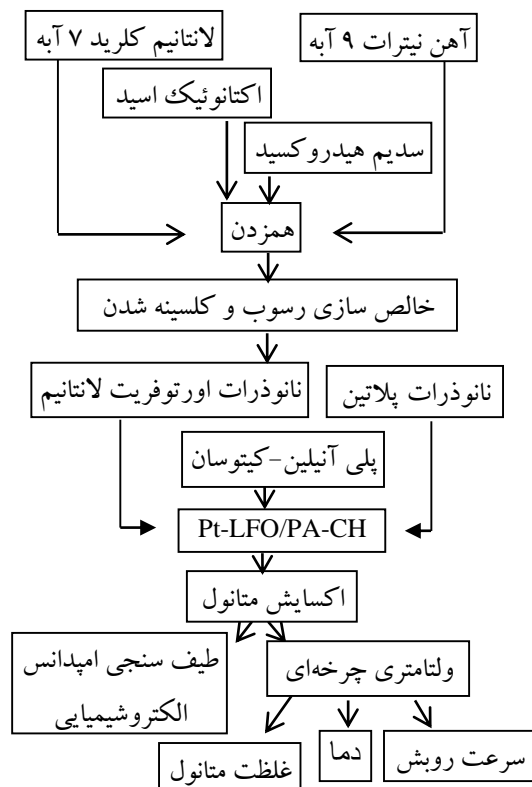 آهن نیترات ۹ آبه
لانتانیم کلرید ۷ آبه
اکتانوئیک اسید
سدیم هیدروکسید
همزدن
خالص سازی رسوب و کلسینه شدن
نانوذرات پلاتین
نانوذرات اورتوفریت لانتانیم
پلی آنیلین-کیتوسان
Pt-LFO/PA-CH
اکسایش متانول
ولتامتری چرخه‌ای
طیف سنجی امپدانس
الکتروشیمیایی
سرعت روبش
دما
غلظت متانول